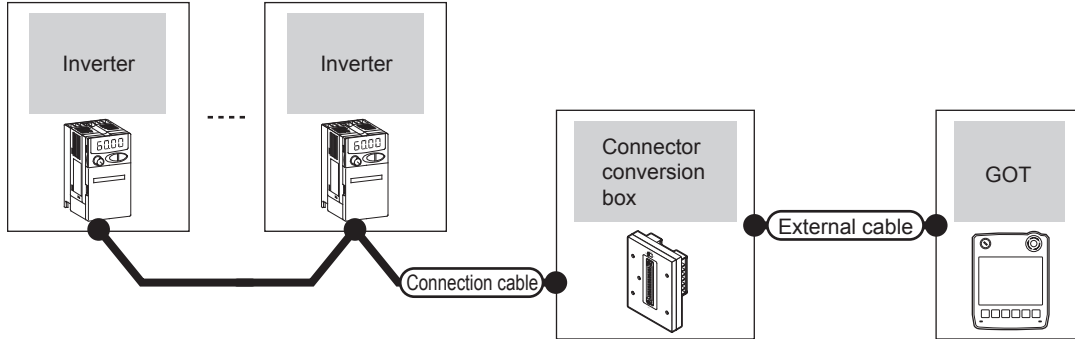 Inverter
Inverter
60.00
60.00
Connector
conversion
box
GOT
External cable
Connection cable